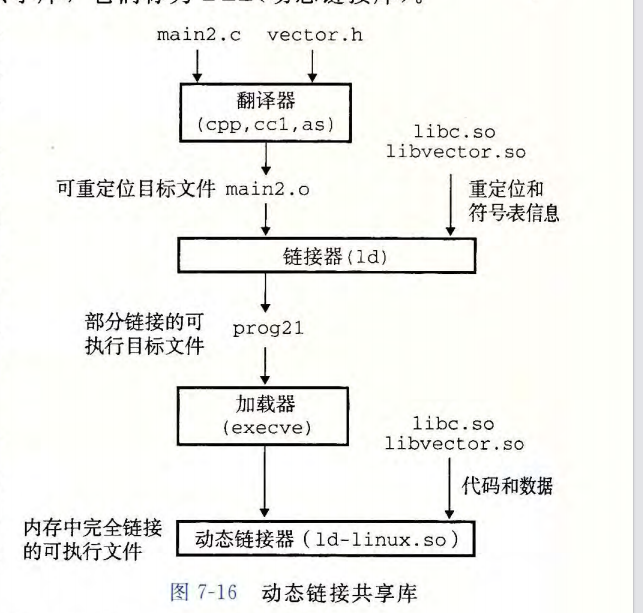 main2.c vector.h
翻译器
(cpp,cc1,as)
libc.so
libvector.so
可重定位目标文件 main2.o
重定位和
符号表信息
链接器(ld)
部分链接的可
执行目标文件
prog21
加载器
(execve)
libc.so
libvector.so
代码和数据
内存中完全链接
的可执行文件
动态链接器(ld-linux.so)
图 7-16 动态链接共享库